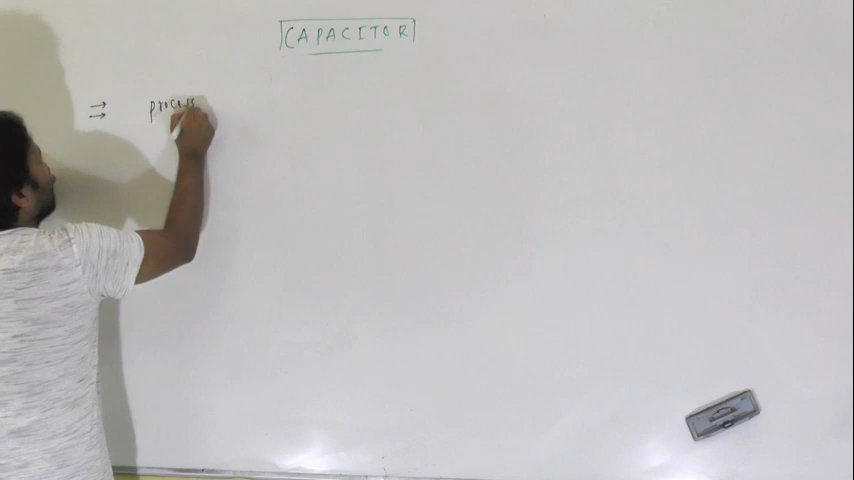 CAPACITOR
→ process
→